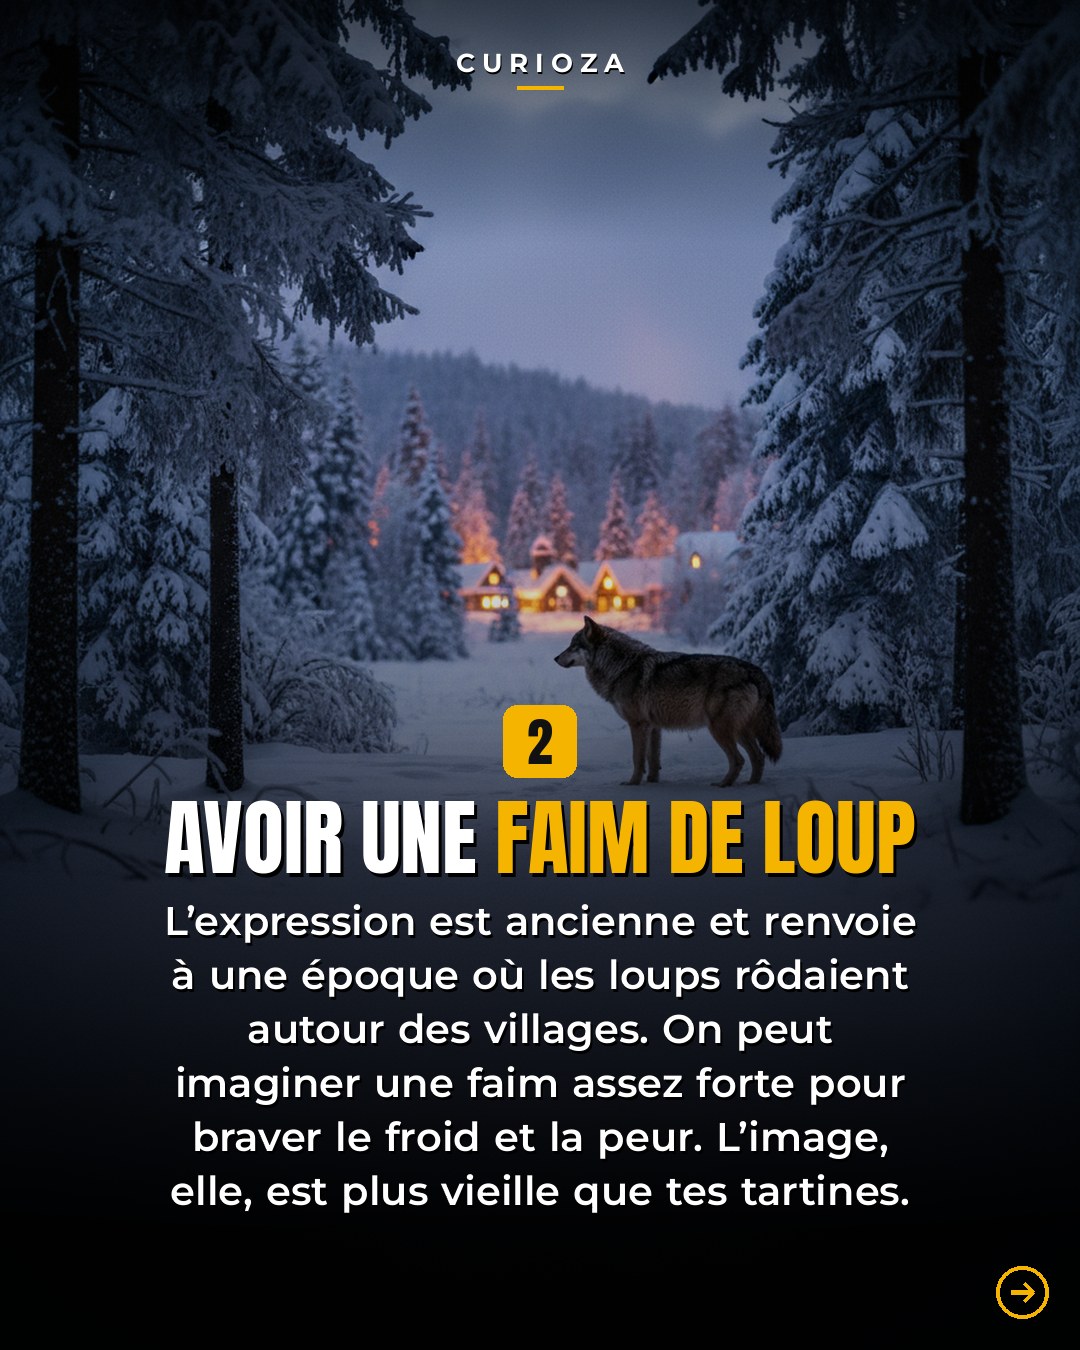 CURIOZA
2
AVOIR UNE FAIM DE LOUP
L’expression est ancienne et renvoie
à une époque où les loups rôdaient
autour des villages. On peut
imaginer une faim assez forte pour
braver le froid et la peur. L’image,
elle, est plus vieille que tes tartines.